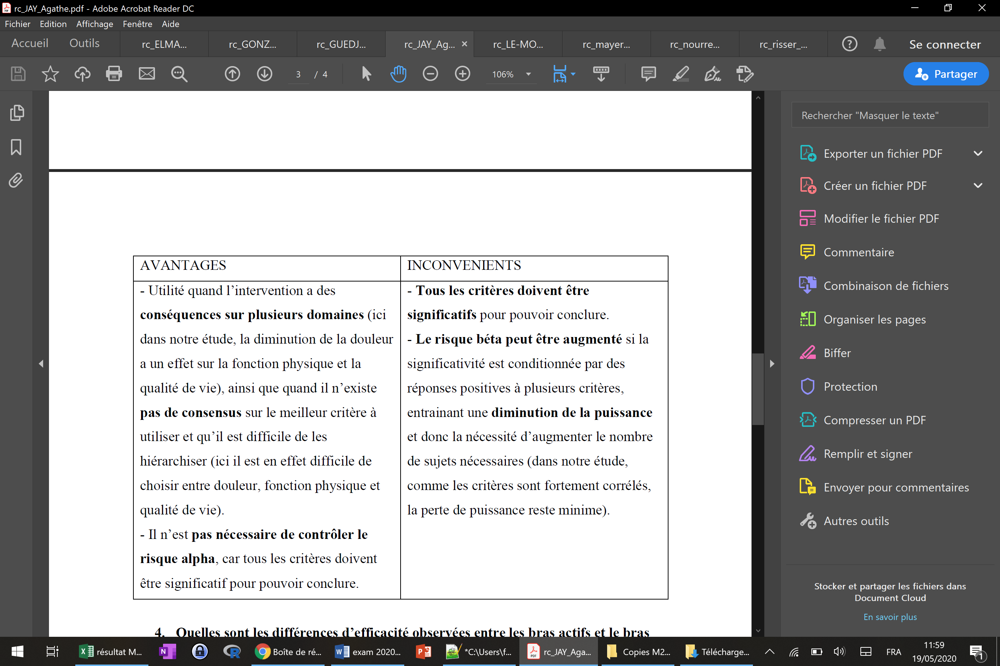 rc_JAY_Agathe.pdf - Adobe Acrobat Reader DC
Fichier Edition Affichage Fenêtre Aide
Accueil Outils rc_ELMA... rc_GONZ... rc_GUEDJ... rc_JAY_Ag... rc_LE-MO... rc_mayer... rc_nourre... rc_risser_... Se connecter
3 / 4 106% Partager
Rechercher "Masquer le texte"
Exporter un fichier PDF
Créer un fichier PDF
Modifier le fichier PDF
Commentaire
Combinaison de fichiers
Organiser les pages
Biffer
Protection
Compresser un PDF
Remplir et signer
Envoyer pour commentaires
Autres outils
Stocker et partager les fichiers dans
Document Cloud
En savoir plus
AVANTAGES
- Utilité quand l’intervention a des
conséquences sur plusieurs domaines (ici
dans notre étude, la diminution de la douleur
a un effet sur la fonction physique et la
qualité de vie), ainsi que quand il n’existe
pas de consensus sur le meilleur critère à
utiliser et qu’il est difficile de les
hiérarchiser (ici il est en effet difficile de
choisir entre douleur, fonction physique et
qualité de vie).
- Il n’est pas nécessaire de contrôler le
risque alpha, car tous les critères doivent
être significatif pour pouvoir conclure.
INCONVENIENTS
- Tous les critères doivent être
significatifs pour pouvoir conclure.
- Le risque béta peut être augmenté si la
significativité est conditionnée par des
réponses positives à plusieurs critères,
entrainant une diminution de la puissance
et donc la nécessité d’augmenter le nombre
de sujets nécessaires (dans notre étude,
comme les critères sont fortement corrélés,
la perte de puissance reste minime).
4. Quelles sont les différences d’efficacité observées entre les bras actifs et le bras
résultat M... Boîte de ré... exam 2020... *C:\Users\f... rc_JAY_Aga... Copies M2... Télécharge... FRA 11:59
19/05/2020
1